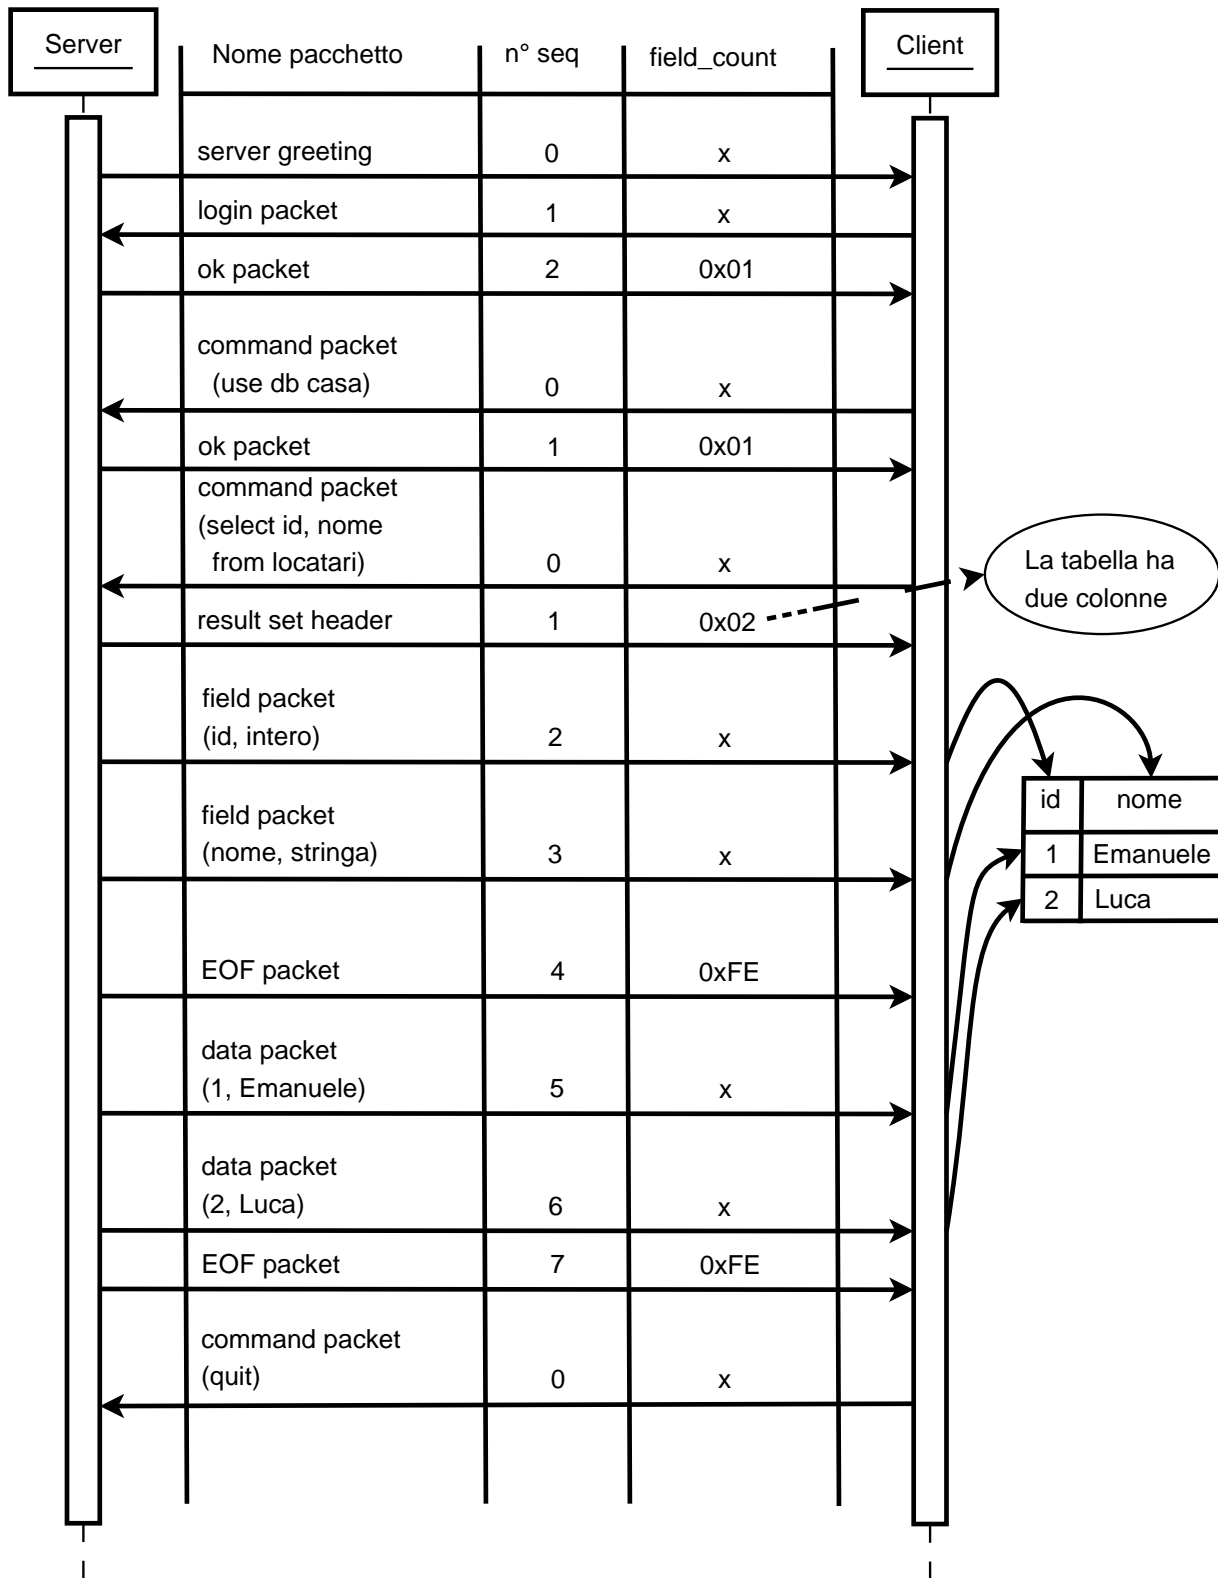 Server
Nome pacchetto
n° seq
field_count
Client
server greeting
0
x
login packet
1
x
ok packet
2
0x01
command packet
(use db casa)
0
x
ok packet
1
0x01
command packet
(select id, nome
from locatari)
0
x
La tabella ha
due colonne
result set header
1
0x02
field packet
(id, intero)
2
x
id
nome
field packet
(nome, stringa)
3
x
1
Emanuele
2
Luca
EOF packet
4
0xFE
data packet
(1, Emanuele)
5
x
data packet
(2, Luca)
6
x
EOF packet
7
0xFE
command packet
(quit)
0
x